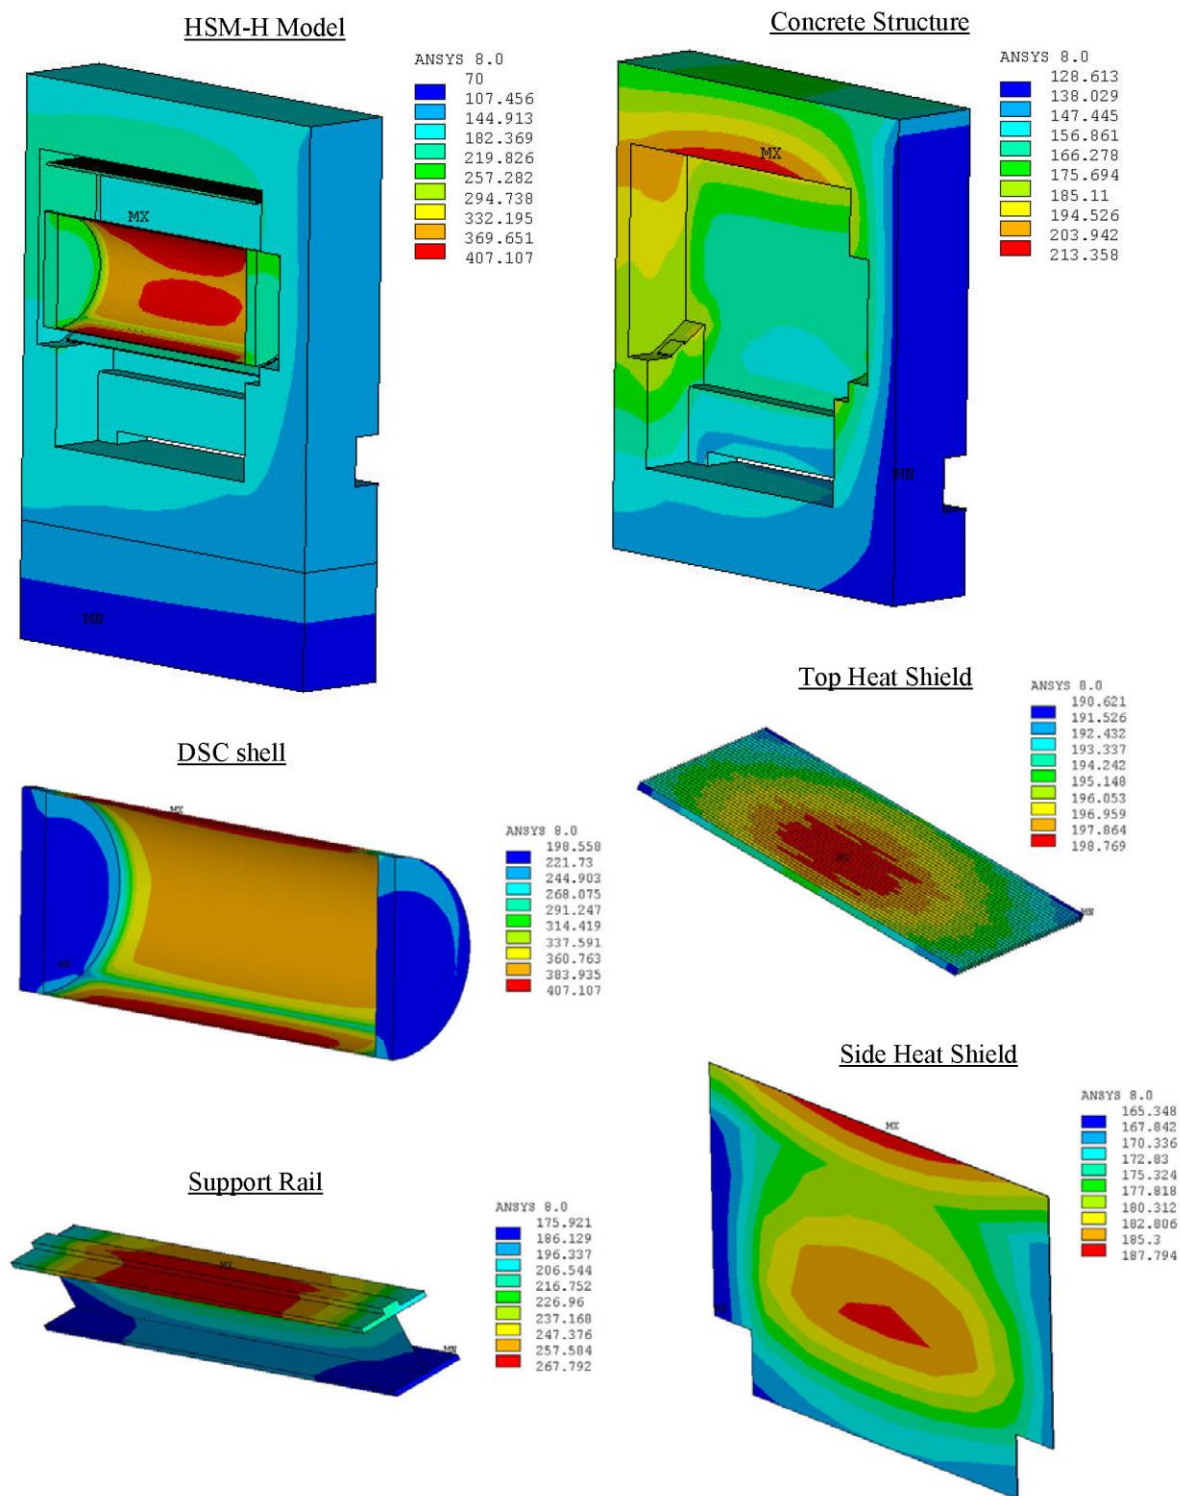 HSM-H Model
ANSYS 8.0
70
107.456
144.913
182.369
219.826
257.282
294.738
332.195
369.651
407.107
MX
MN
Concrete Structure
ANSYS 8.0
128.613
138.029
147.445
156.861
166.278
175.694
185.11
194.526
203.942
213.358
MX
MN
DSC shell
ANSYS 8.0
198.558
221.73
244.903
268.075
291.247
314.419
337.591
360.763
383.935
407.107
MX
MN
Top Heat Shield
ANSYS 8.0
190.621
191.526
192.432
193.337
194.242
195.148
196.053
196.959
197.864
198.769
MX
MN
Support Rail
ANSYS 8.0
175.921
186.129
196.337
206.544
216.752
226.96
237.168
247.376
257.584
267.792
MX
MN
Side Heat Shield
ANSYS 8.0
165.348
167.842
170.336
172.83
175.324
177.818
180.312
182.806
185.3
187.794
MX